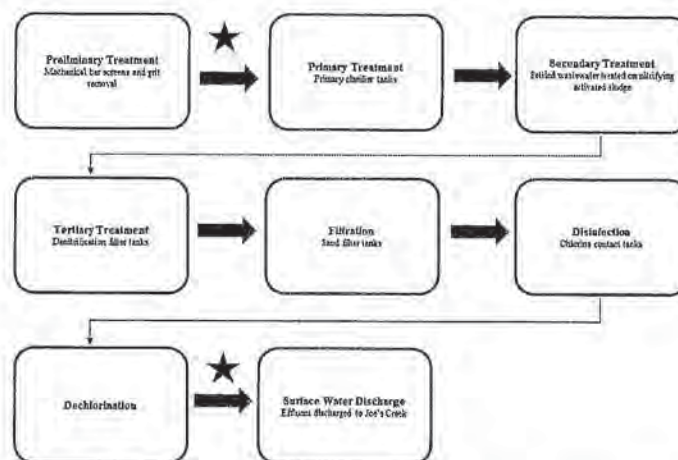 Preliminary Treatment
Mechanical bar screens and grit
removal
Primary Treatment
Primary clarifier tanks
Secondary Treatment
Settled wastewater treated on nitrifying
activated sludge
Tertiary Treatment
Denitrification filter tanks
Filtration
Sand filter tanks
Disinfection
Chlorine contact tanks
Dechlorination
Surface Water Discharge
Effluent discharged to Joe's Creek